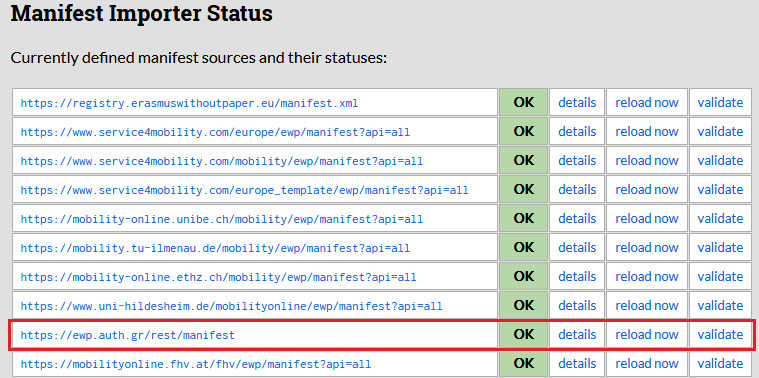 Manifest Importer Status
Currently defined manifest sources and their statuses:
https://registry.erasmuswithoutpaper.eu/manifest.xml OK details reload now validate
https://www.service4mobility.com/europe/ewp/manifest?api=all OK details reload now validate
https://www.service4mobility.com/mobility/ewp/manifest?api=all OK details reload now validate
https://www.service4mobility.com/europe_template/ewp/manifest?api=all OK details reload now validate
https://mobility-online.unibe.ch/mobility/ewp/manifest?api=all OK details reload now validate
https://mobility.tu-ilmenau.de/mobility/ewp/manifest?api=all OK details reload now validate
https://mobility-online.ethz.ch/mobility/ewp/manifest?api=all OK details reload now validate
https://www.uni-hildesheim.de/mobilityonline/ewp/manifest?api=all OK details reload now validate
https://ewp.auth.gr/rest/manifest OK details reload now validate
https://mobilityonline.fhv.at/fhv/ewp/manifest?api=all OK details reload now validate